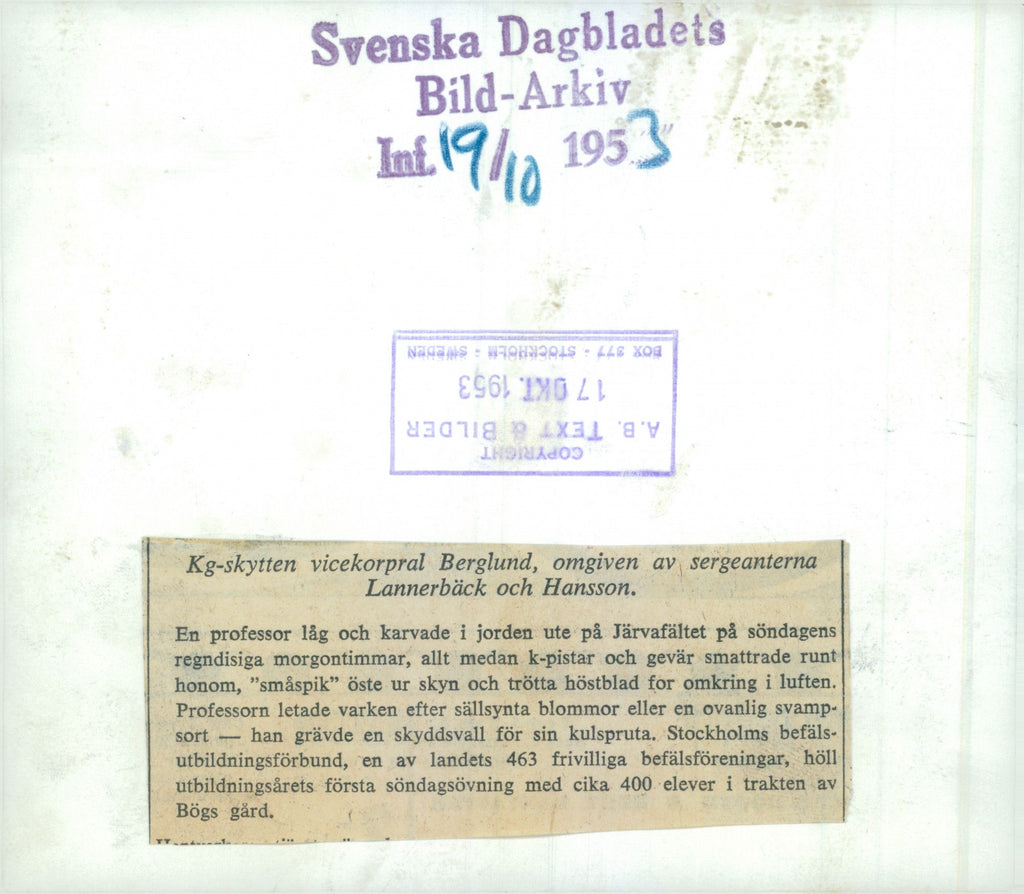 Svenska Dagbladets
Bild-Arkiv
Inf. 19/10 1953
COPYRIGHT
A.B. TEXT & BILDER
17 OKT. 1953
BOX 877 - STOCKHOLM - SWEDEN
Kg-skytten vicekorpral Berglund, omgiven av sergeanterna
Lannerbäck och Hansson.
En professor låg och karvade i jorden ute på Järvafältet på söndagens
regndisiga morgontimmar, allt medan k-pistar och gevär smattrade runt
honom, ”småspik” öste ur skyn och trötta höstblad for omkring i luften.
Professorn letade varken efter sällsynta blommor eller en ovanlig svamp-
sort — han grävde en skyddsvall för sin kulspruta. Stockholms befäls-
utbildningsförbund, en av landets 463 frivilliga befälsföreningar, höll
utbildningsårets första söndagsövning med cika 400 elever i trakten av
Bögs gård.